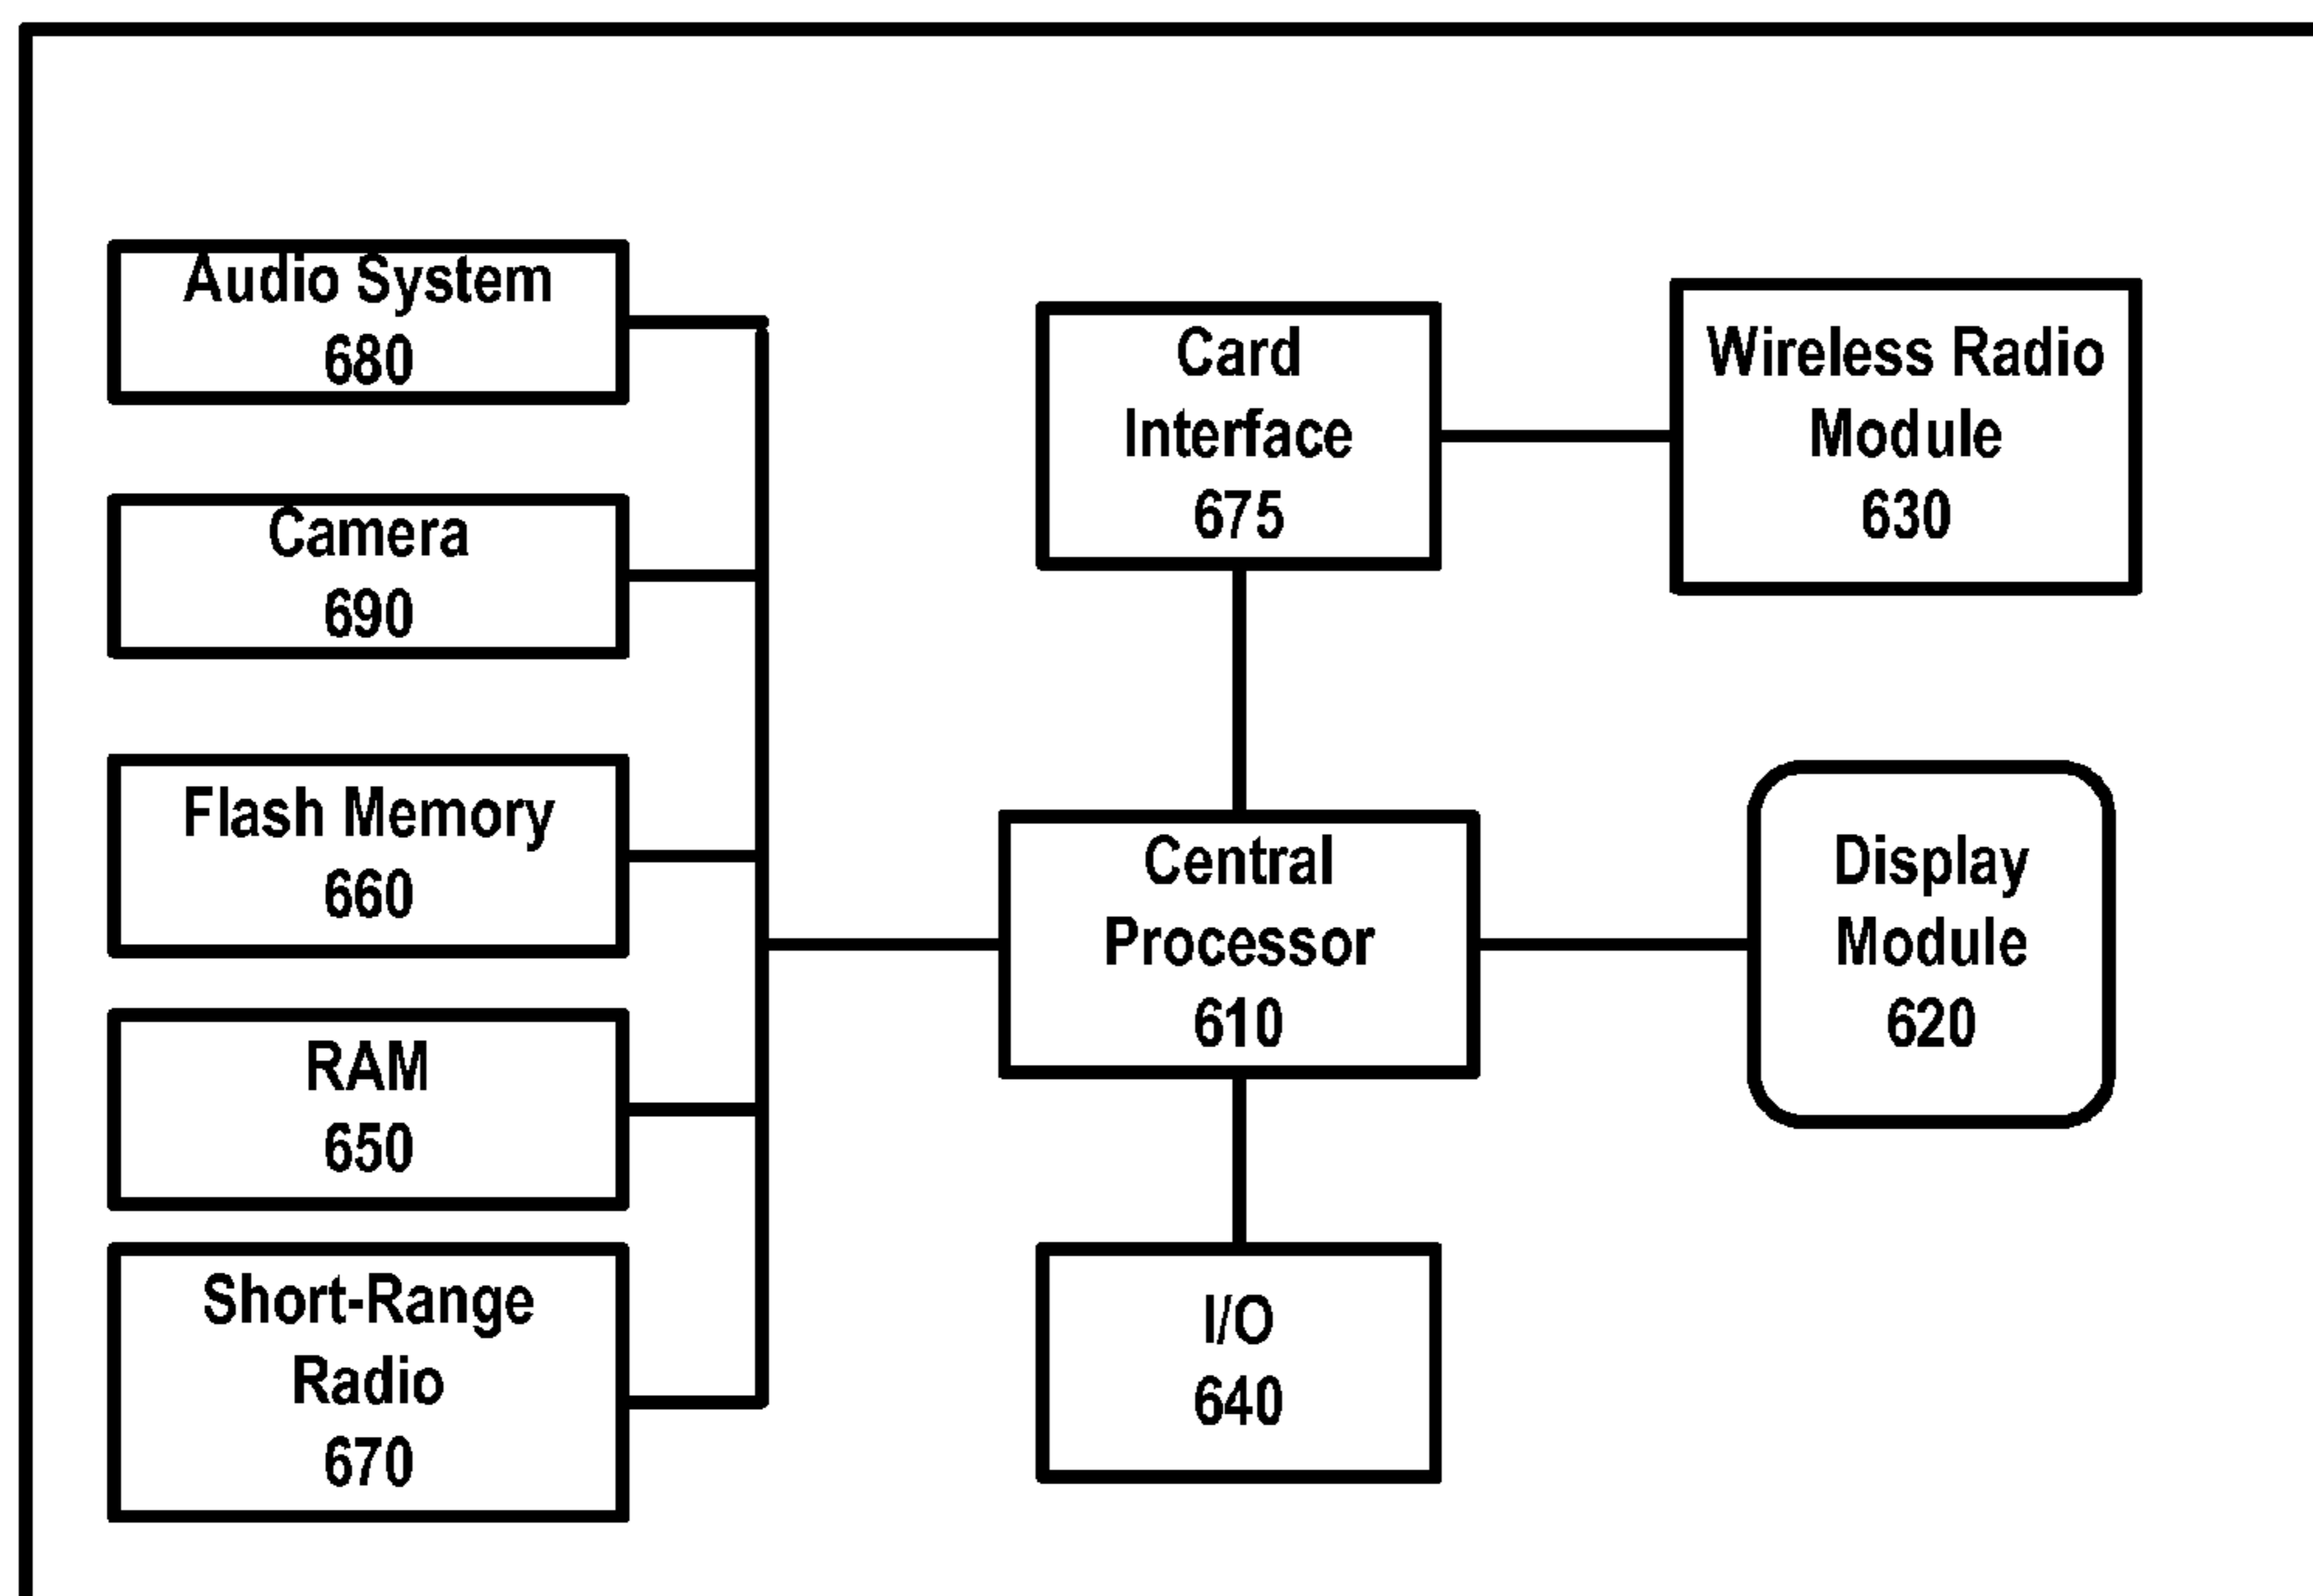 Audio System
680
Camera
690
Flash Memory
660
RAM
650
Short-Range
Radio
670
Card
Interface
675
Central
Processor
610
I/O
640
Wireless Radio
Module
630
Display
Module
620